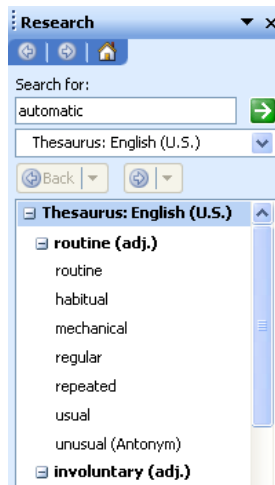 Research
Search for:
automatic
Thesaurus: English (U.S.)
Back
Thesaurus: English (U.S.)
routine (adj.)
routine
habitual
mechanical
regular
repeated
usual
unusual (Antonym)
involuntary (adj.)